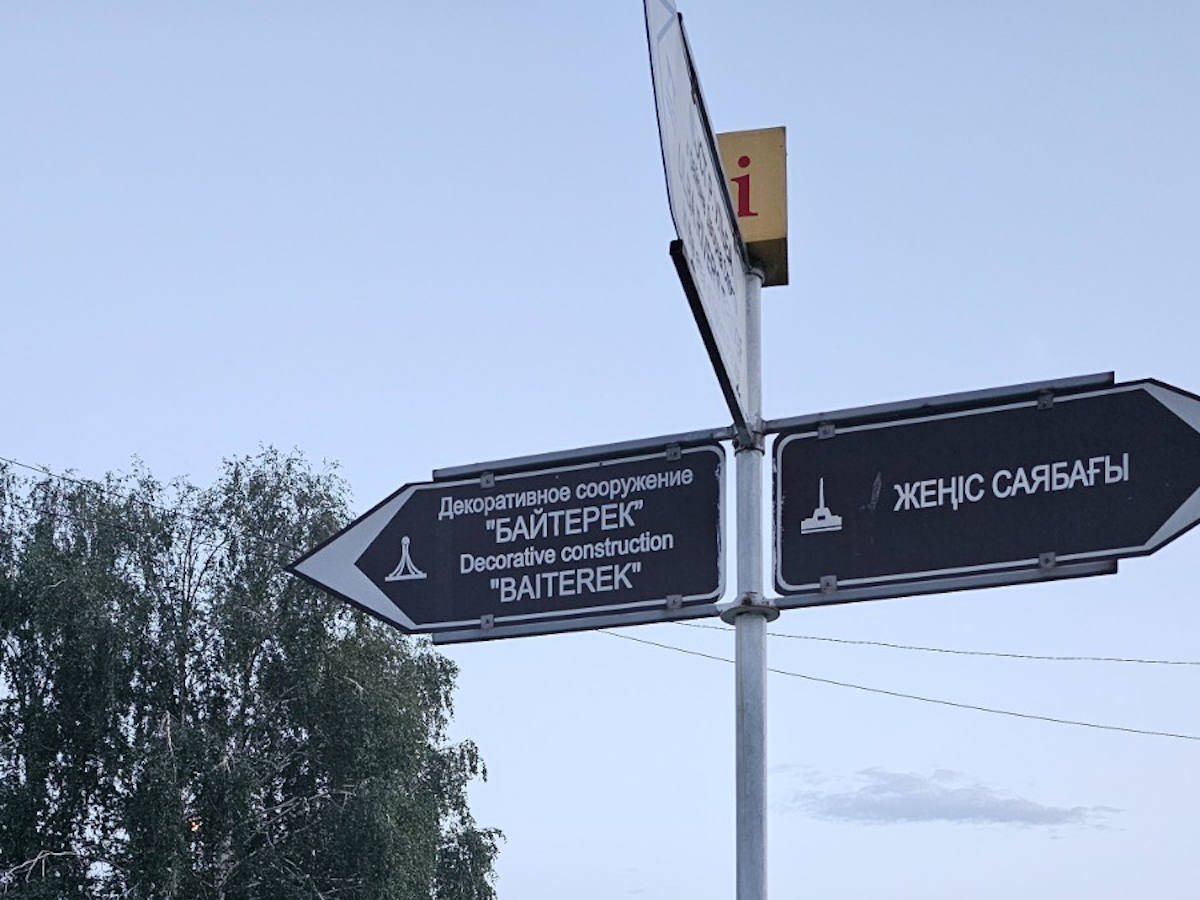 i
Декоративное сооружение
"БАЙТЕРЕК"
Decorative construction
"BAITEREK"
ЖЕҢІС САЯБАҒЫ